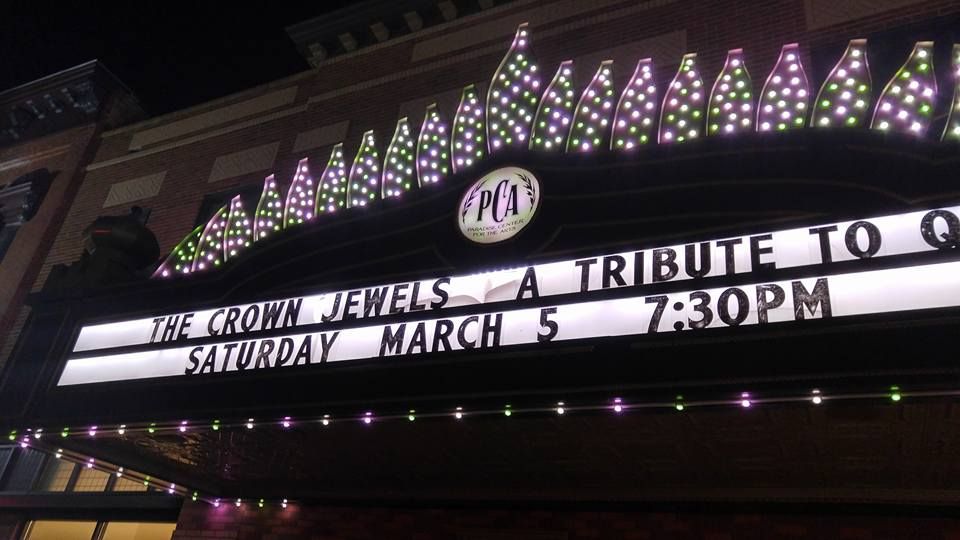 PCA
PARADISE CENTER
FOR THE ARTS
THE CROWN JEWELS A TRIBUTE TO Q
SATURDAY MARCH 5 7:30PM